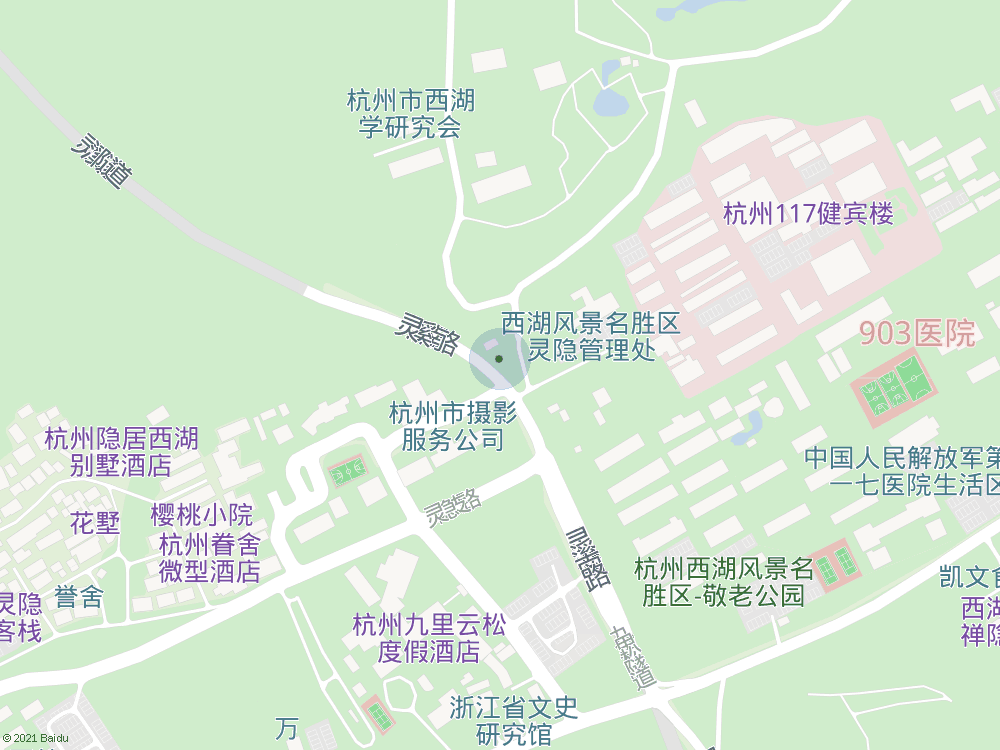 杭州市西湖
学研究会
灵溪隧道
杭州117健宾楼
西湖风景名胜区
灵隐管理处
灵溪路
903医院
杭州市摄影
服务公司
杭州隐居西湖
别墅酒店
中国人民解放军第
一七医院生活区
樱桃小院
花墅
杭州眷舍
微型酒店
灵隐
客栈
誉舍
杭州西湖风景名
胜区-敬老公园
凯文食
西湖
禅隐
杭州九里云松
度假酒店
浙江省文史
研究馆
万
© 2021 Baidu